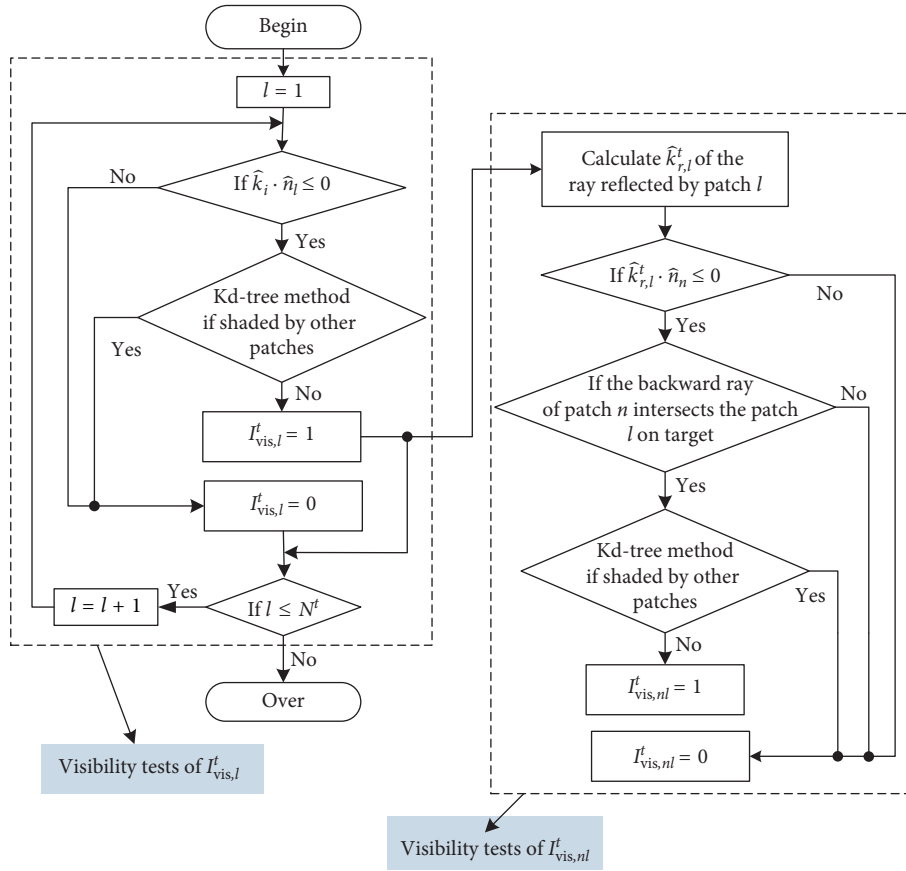 Begin
l = 1
If k̂_i · n̂_l ≤ 0
No
Yes
Kd-tree method
if shaded by other
patches
Yes
No
I^t_vis,l = 1
I^t_vis,l = 0
If l ≤ N^t
Yes
l = l + 1
No
Over
Visibility tests of I^t_vis,l
Calculate k̂^t_r,l of the
ray reflected by patch l
If k̂^t_r,l · n̂_n ≤ 0
No
Yes
If the backward ray
of patch n intersects the patch
l on target
No
Yes
Kd-tree method
if shaded by other
patches
Yes
No
I^t_vis,nl = 1
I^t_vis,nl = 0
Visibility tests of I^t_vis,nl